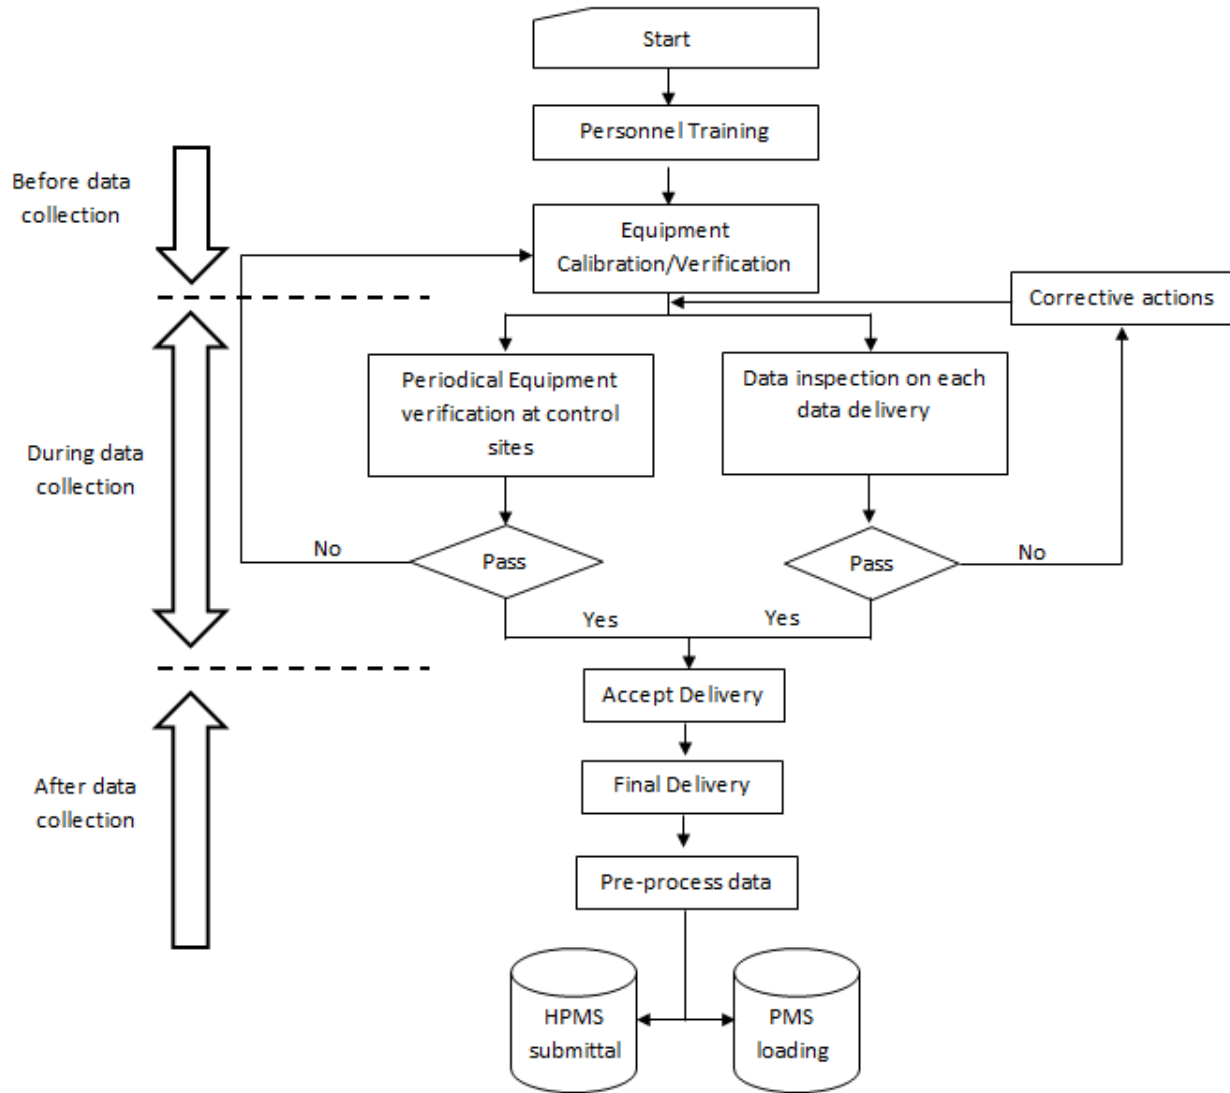 Start
Personnel Training
Before data
collection
Equipment
Calibration/Verification
Corrective actions
Periodical Equipment
verification at control
sites
Data inspection on each
data delivery
During data
collection
No
Pass
Pass
No
Yes
Yes
Accept Delivery
Final Delivery
After data
collection
Pre-process data
HPMS
submittal
PMS
loading